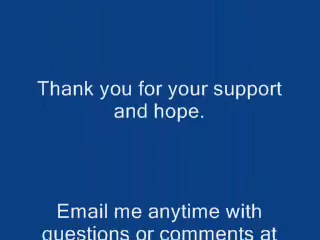 Thank you for your support
and hope.
Email me anytime with
questions or comments at